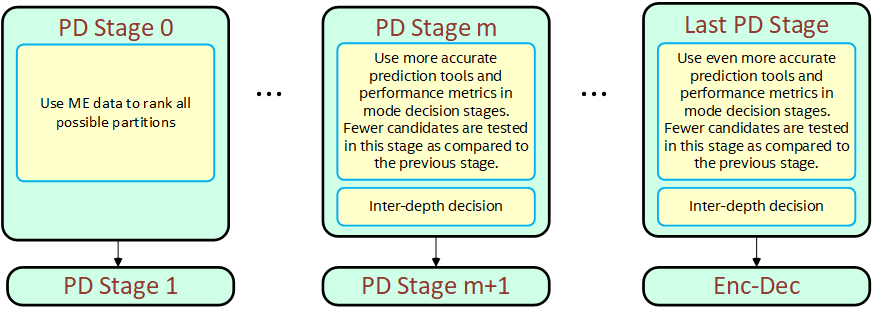 PD Stage 0
Use ME data to rank all
possible partitions
PD Stage 1
...
PD Stage m
Use more accurate
prediction tools and
performance metrics in
mode decision stages.
Fewer candidates are tested
in this stage as compared to
the previous stage.
Inter-depth decision
PD Stage m+1
...
Last PD Stage
Use even more accurate
prediction tools and
performance metrics in
mode decision stages.
Fewer candidates are tested
in this stage as compared to
the previous stage.
Inter-depth decision
Enc-Dec